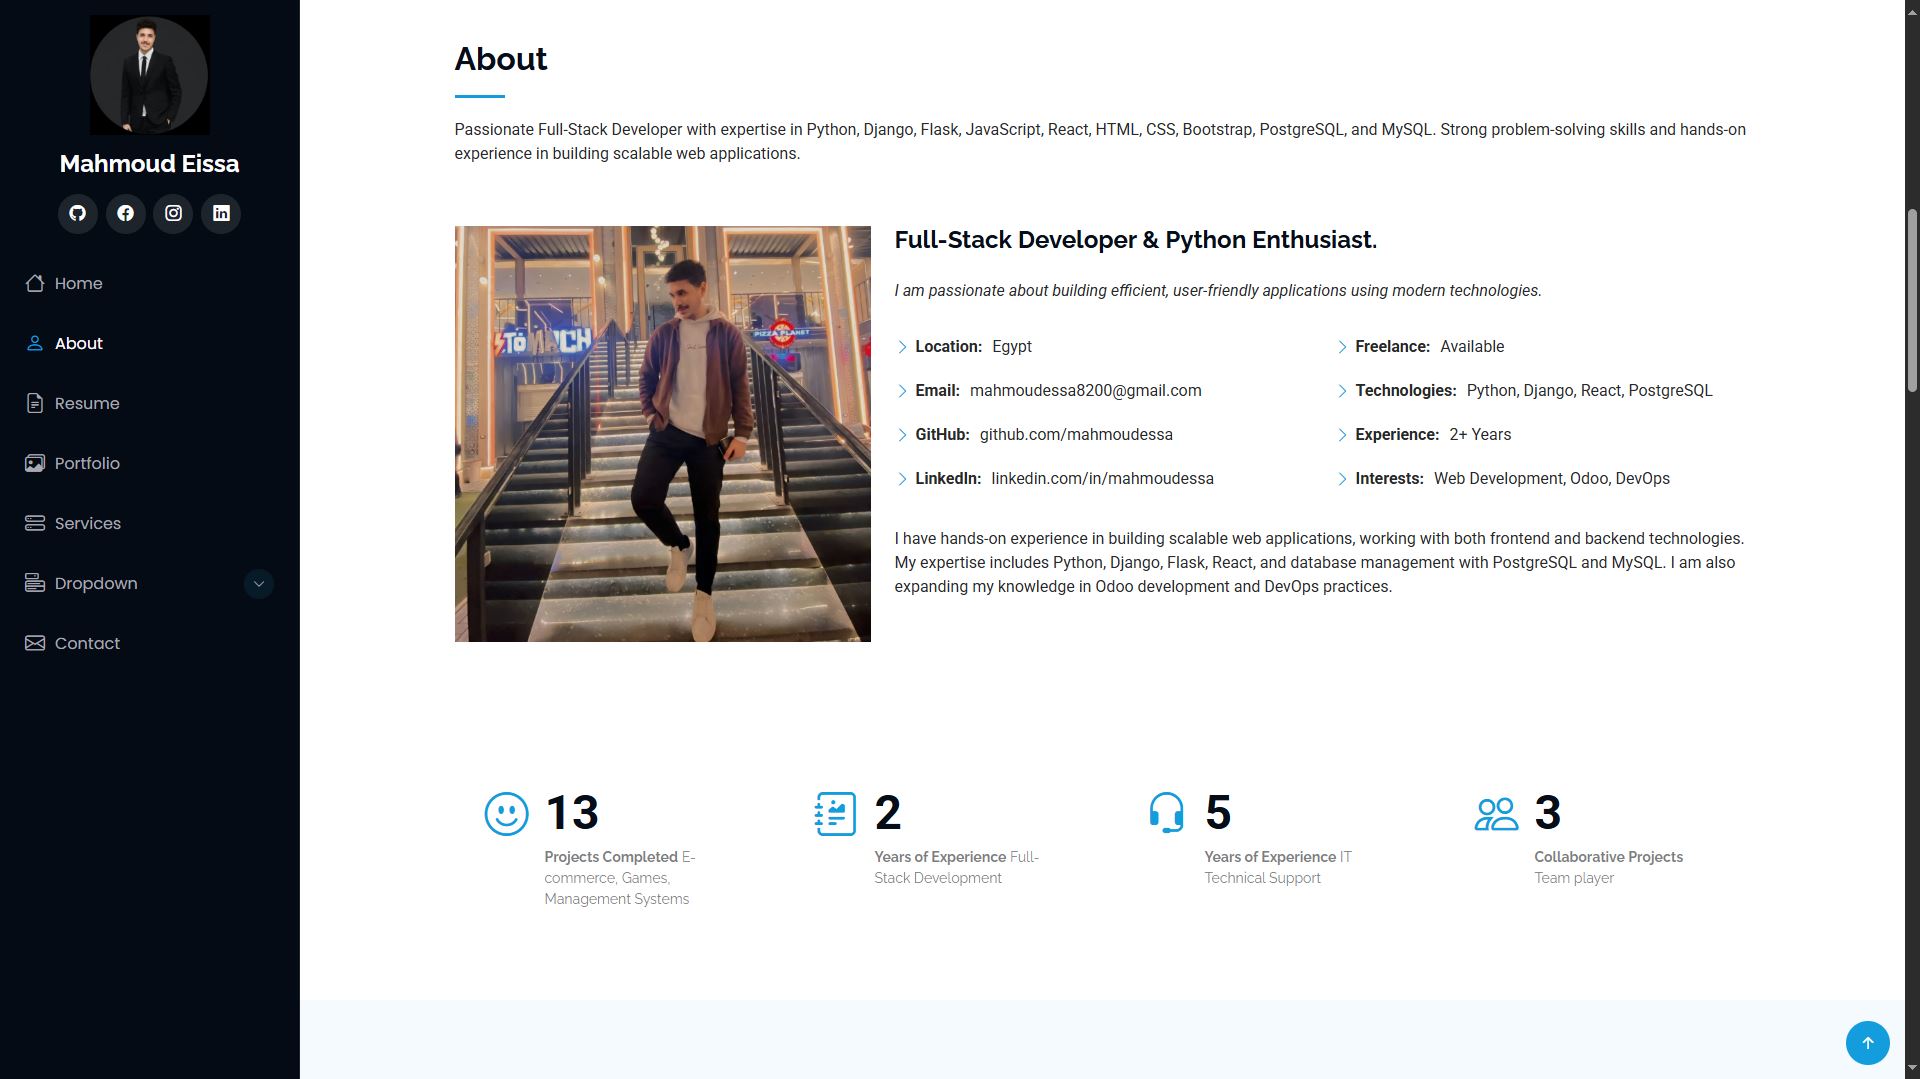 Mahmoud Eissa
Home
About
Resume
Portfolio
Services
Dropdown
Contact
About
Passionate Full-Stack Developer with expertise in Python, Django, Flask, JavaScript, React, HTML, CSS, Bootstrap, PostgreSQL, and MySQL. Strong problem-solving skills and hands-on
experience in building scalable web applications.
PIZZA PLANET
Full-Stack Developer & Python Enthusiast.
I am passionate about building efficient, user-friendly applications using modern technologies.
Location: Egypt
Email: mahmoudessa8200@gmail.com
GitHub: github.com/mahmoudessa
LinkedIn: linkedin.com/in/mahmoudessa
Freelance: Available
Technologies: Python, Django, React, PostgreSQL
Experience: 2+ Years
Interests: Web Development, Odoo, DevOps
I have hands-on experience in building scalable web applications, working with both frontend and backend technologies.
My expertise includes Python, Django, Flask, React, and database management with PostgreSQL and MySQL. I am also
expanding my knowledge in Odoo development and DevOps practices.
13
Projects Completed E-
commerce, Games,
Management Systems
2
Years of Experience Full-
Stack Development
5
Years of Experience IT
Technical Support
3
Collaborative Projects
Team player